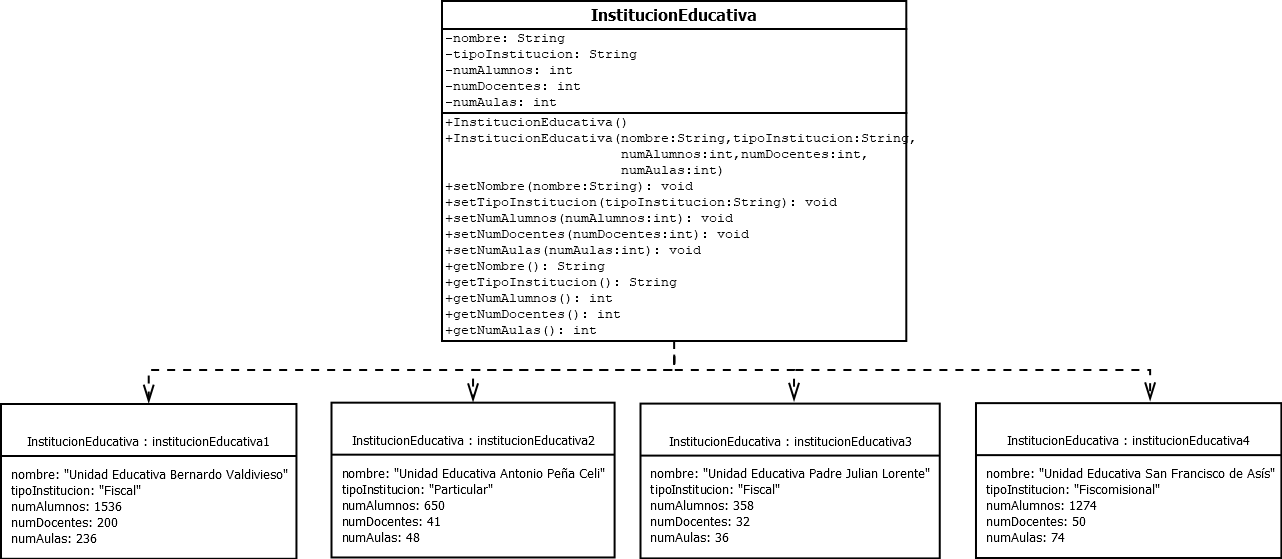 InstitucionEducativa
-nombre: String
-tipoInstitucion: String
-numAlumnos: int
-numDocentes: int
-numAulas: int
+InstitucionEducativa()
+InstitucionEducativa(nombre:String,tipoInstitucion:String,
numAlumnos:int,numDocentes:int,
numAulas:int)
+setNombre(nombre:String): void
+setTipoInstitucion(tipoInstitucion:String): void
+setNumAlumnos(numAlumnos:int): void
+setNumDocentes(numDocentes:int): void
+setNumAulas(numAulas:int): void
+getNombre(): String
+getTipoInstitucion(): String
+getNumAlumnos(): int
+getNumDocentes(): int
+getNumAulas(): int
InstitucionEducativa : institucionEducativa1
nombre: "Unidad Educativa Bernardo Valdivieso"
tipoInstitucion: "Fiscal"
numAlumnos: 1536
numDocentes: 200
numAulas: 236
InstitucionEducativa : institucionEducativa2
nombre: "Unidad Educativa Antonio Peña Celi"
tipoInstitucion: "Particular"
numAlumnos: 650
numDocentes: 41
numAulas: 48
InstitucionEducativa : institucionEducativa3
nombre: "Unidad Educativa Padre Julian Lorente"
tipoInstitucion: "Fiscal"
numAlumnos: 358
numDocentes: 32
numAulas: 36
InstitucionEducativa : institucionEducativa4
nombre: "Unidad Educativa San Francisco de Asís"
tipoInstitucion: "Fiscomisional"
numAlumnos: 1274
numDocentes: 50
numAulas: 74